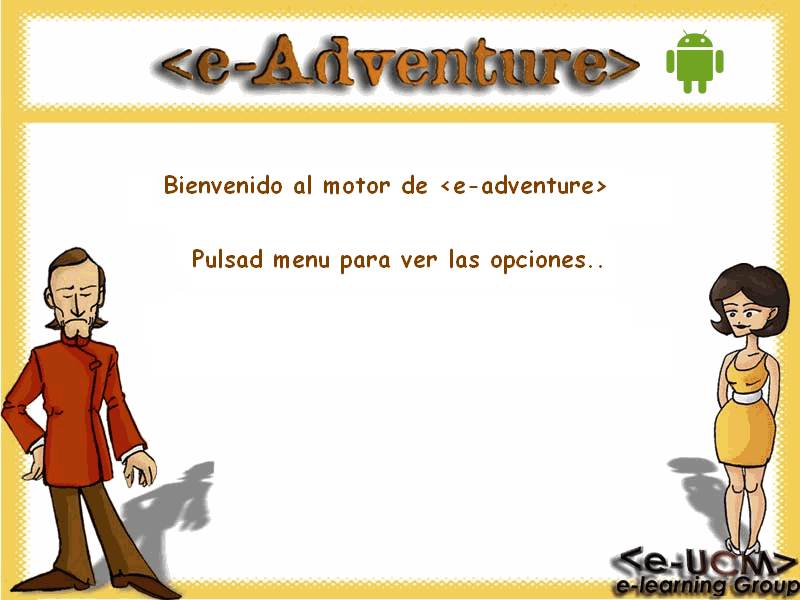 <e-Adventure>
Bienvenido al motor de <e-adventure>
Pulsad menu para ver las opciones..
<e-UCM>
e-learning Group